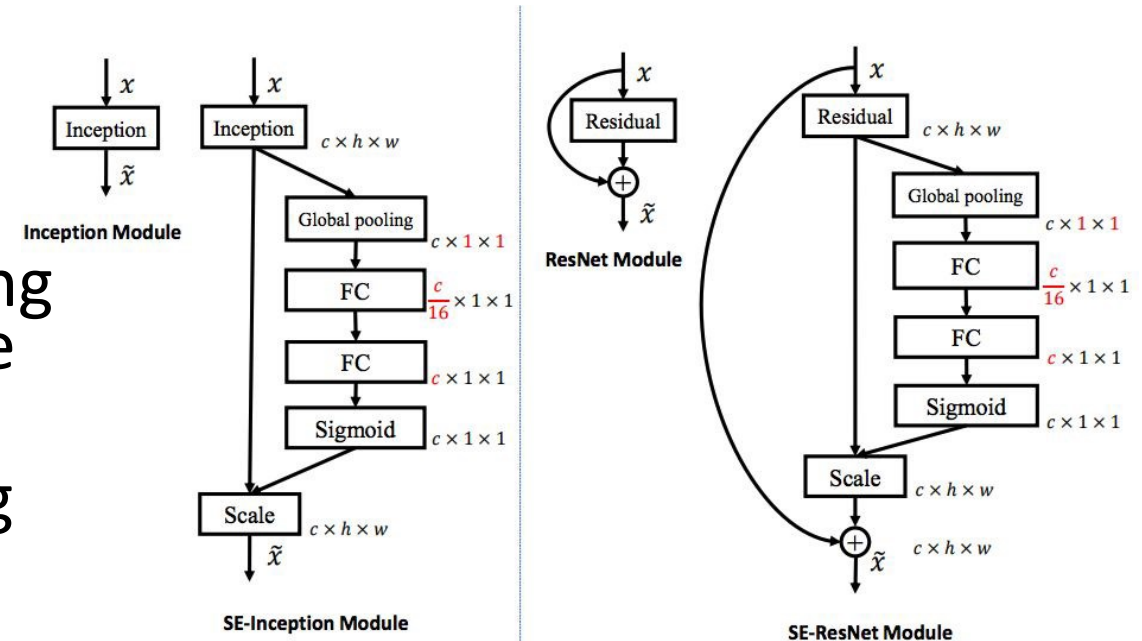 x
Inception
x̃
Inception Module
x
Inception
c × h × w
Global pooling
c × 1 × 1
FC
c/16 × 1 × 1
FC
c × 1 × 1
Sigmoid
c × 1 × 1
Scale
c × h × w
x̃
SE-Inception Module
x
Residual
+
x̃
ResNet Module
x
Residual
c × h × w
Global pooling
c × 1 × 1
FC
c/16 × 1 × 1
FC
c × 1 × 1
Sigmoid
c × 1 × 1
Scale
c × h × w
+
c × h × w
x̃
SE-ResNet Module
ng
e
g